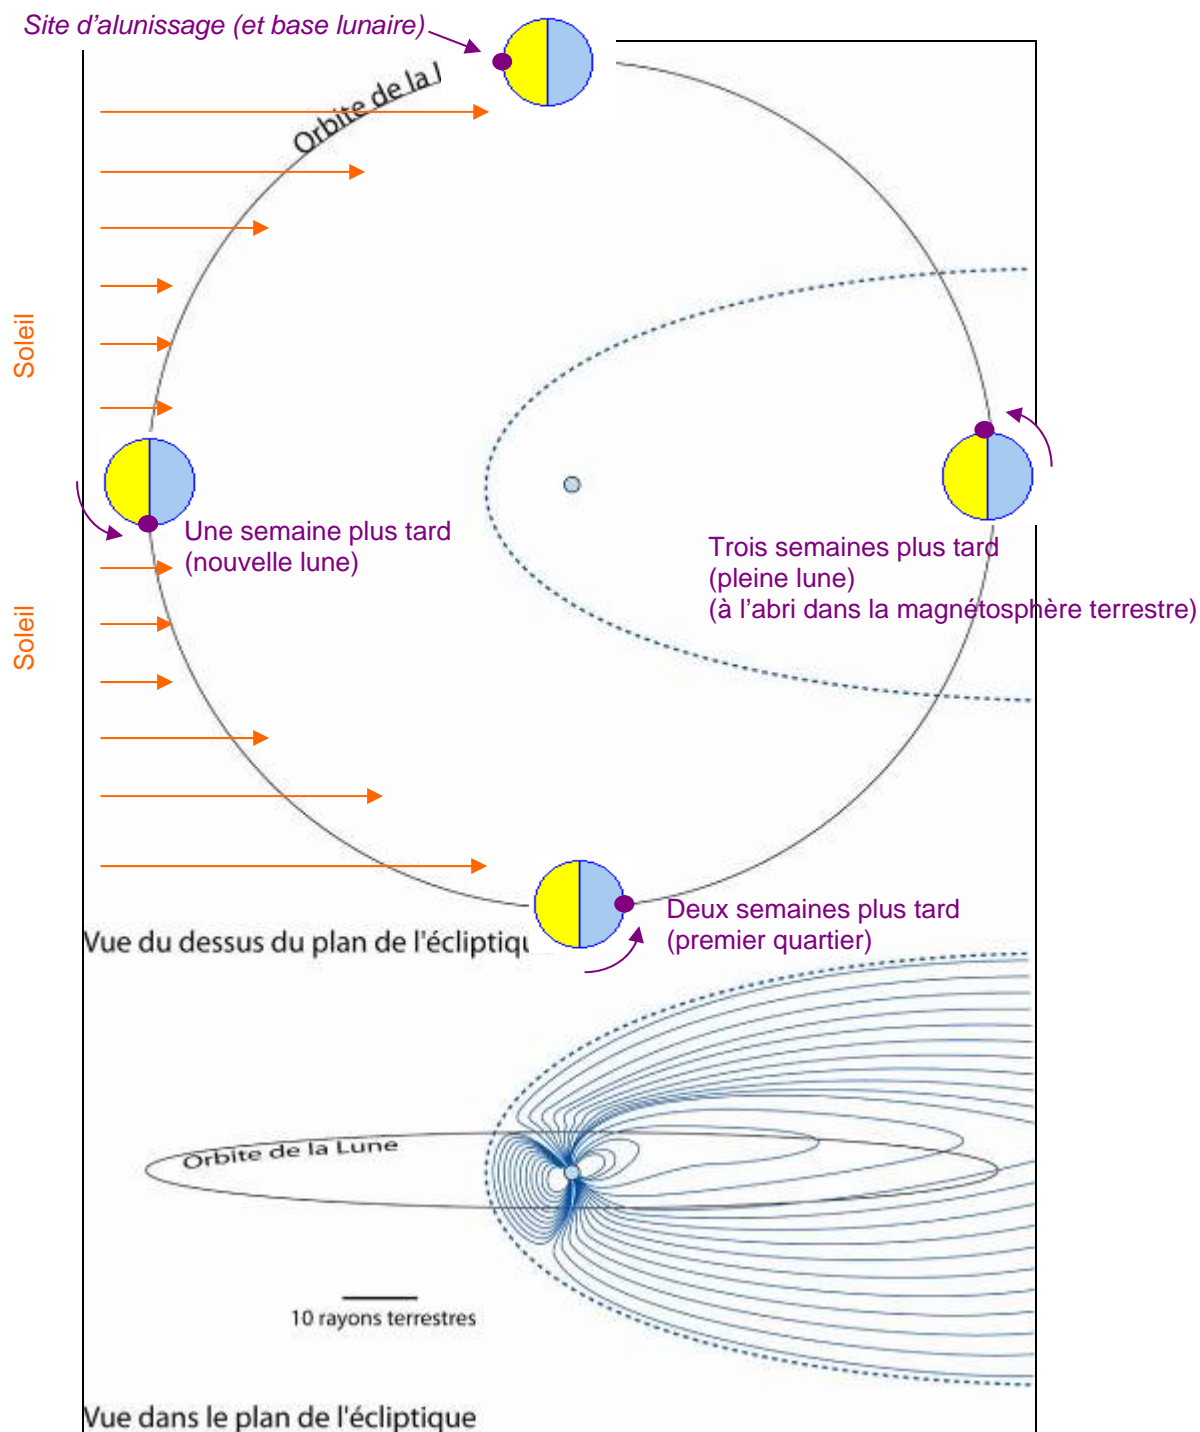 Site d'alunissage (et base lunaire)
Orbite de la
Soleil
Une semaine plus tard
(nouvelle lune)
Trois semaines plus tard
(pleine lune)
(à l'abri dans la magnétosphère terrestre)
Soleil
Deux semaines plus tard
(premier quartier)
Vue du dessus du plan de l'écliptiqu
Orbite de la Lune
10 rayons terrestres
Vue dans le plan de l'écliptique